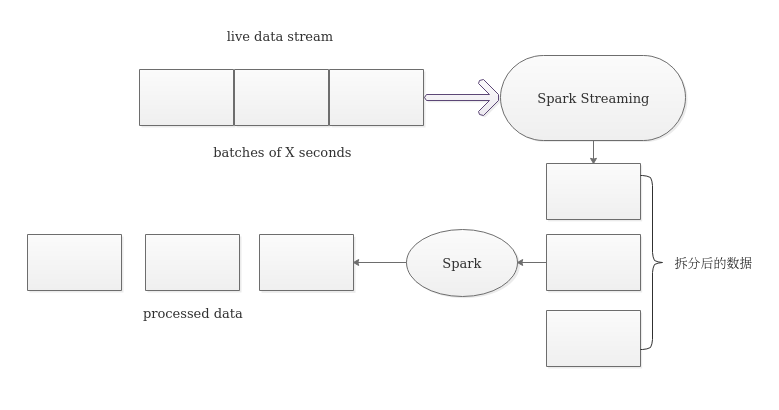 live data stream
Spark Streaming
batches of X seconds
Spark
拆分后的数据
processed data